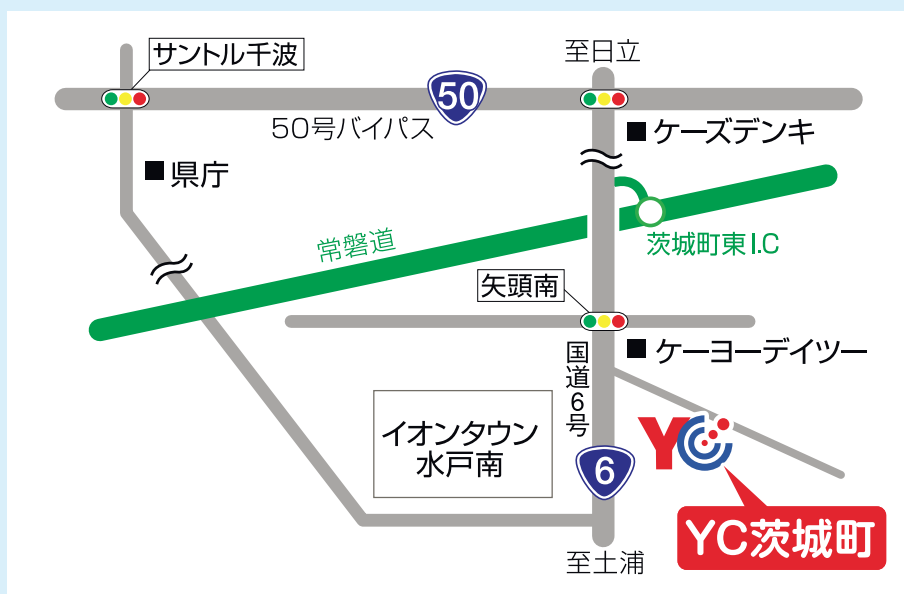 サントル千波
至日立
50
50号バイパス
ケーズデンキ
県庁
常磐道
茨城町東I.C
矢頭南
ケーヨーデイツー
国道6号
イオンタウン
水戸南
6
YC
YC茨城町
至土浦